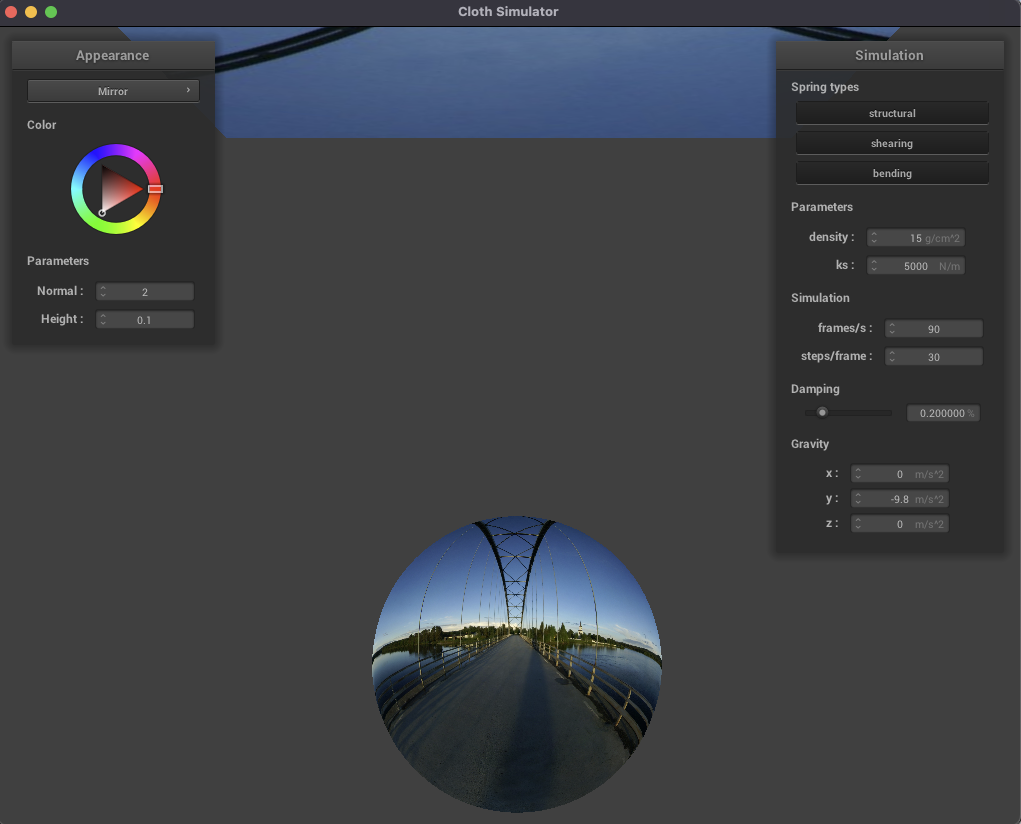 Cloth Simulator
Appearance
Mirror
Color
Parameters
Normal : 2
Height : 0.1
Simulation
Spring types
structural
shearing
bending
Parameters
density : 15 g/cm^2
ks : 5000 N/m
Simulation
frames/s : 90
steps/frame : 30
Damping
0.200000 %
Gravity
x : 0 m/s^2
y : -9.8 m/s^2
z : 0 m/s^2